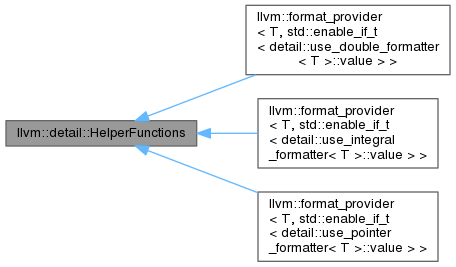 llvm::format_provider
< T, std::enable_if_t
< detail::use_double_formatter
< T >::value > >
llvm::detail::HelperFunctions
llvm::format_provider
< T, std::enable_if_t
< detail::use_integral
_formatter< T >::value > >
llvm::format_provider
< T, std::enable_if_t
< detail::use_pointer
_formatter< T >::value > >